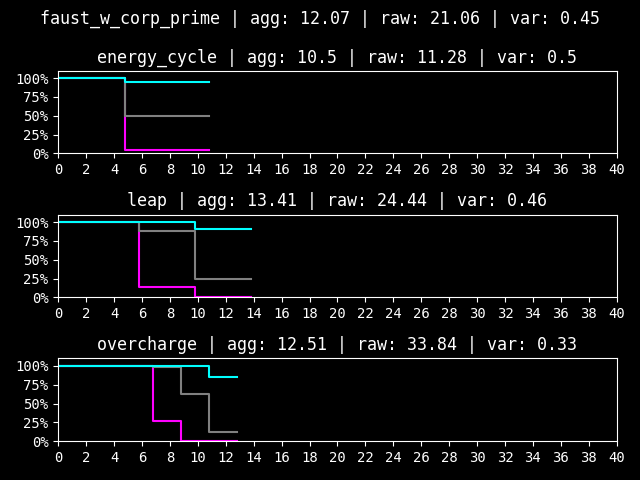 faust_w_corp_prime | agg: 12.07 | raw: 21.06 | var: 0.45
energy_cycle | agg: 10.5 | raw: 11.28 | var: 0.5
100%
75%
50%
25%
0%
0 2 4 6 8 10 12 14 16 18 20 22 24 26 28 30 32 34 36 38 40
leap | agg: 13.41 | raw: 24.44 | var: 0.46
100%
75%
50%
25%
0%
0 2 4 6 8 10 12 14 16 18 20 22 24 26 28 30 32 34 36 38 40
overcharge | agg: 12.51 | raw: 33.84 | var: 0.33
100%
75%
50%
25%
0%
0 2 4 6 8 10 12 14 16 18 20 22 24 26 28 30 32 34 36 38 40